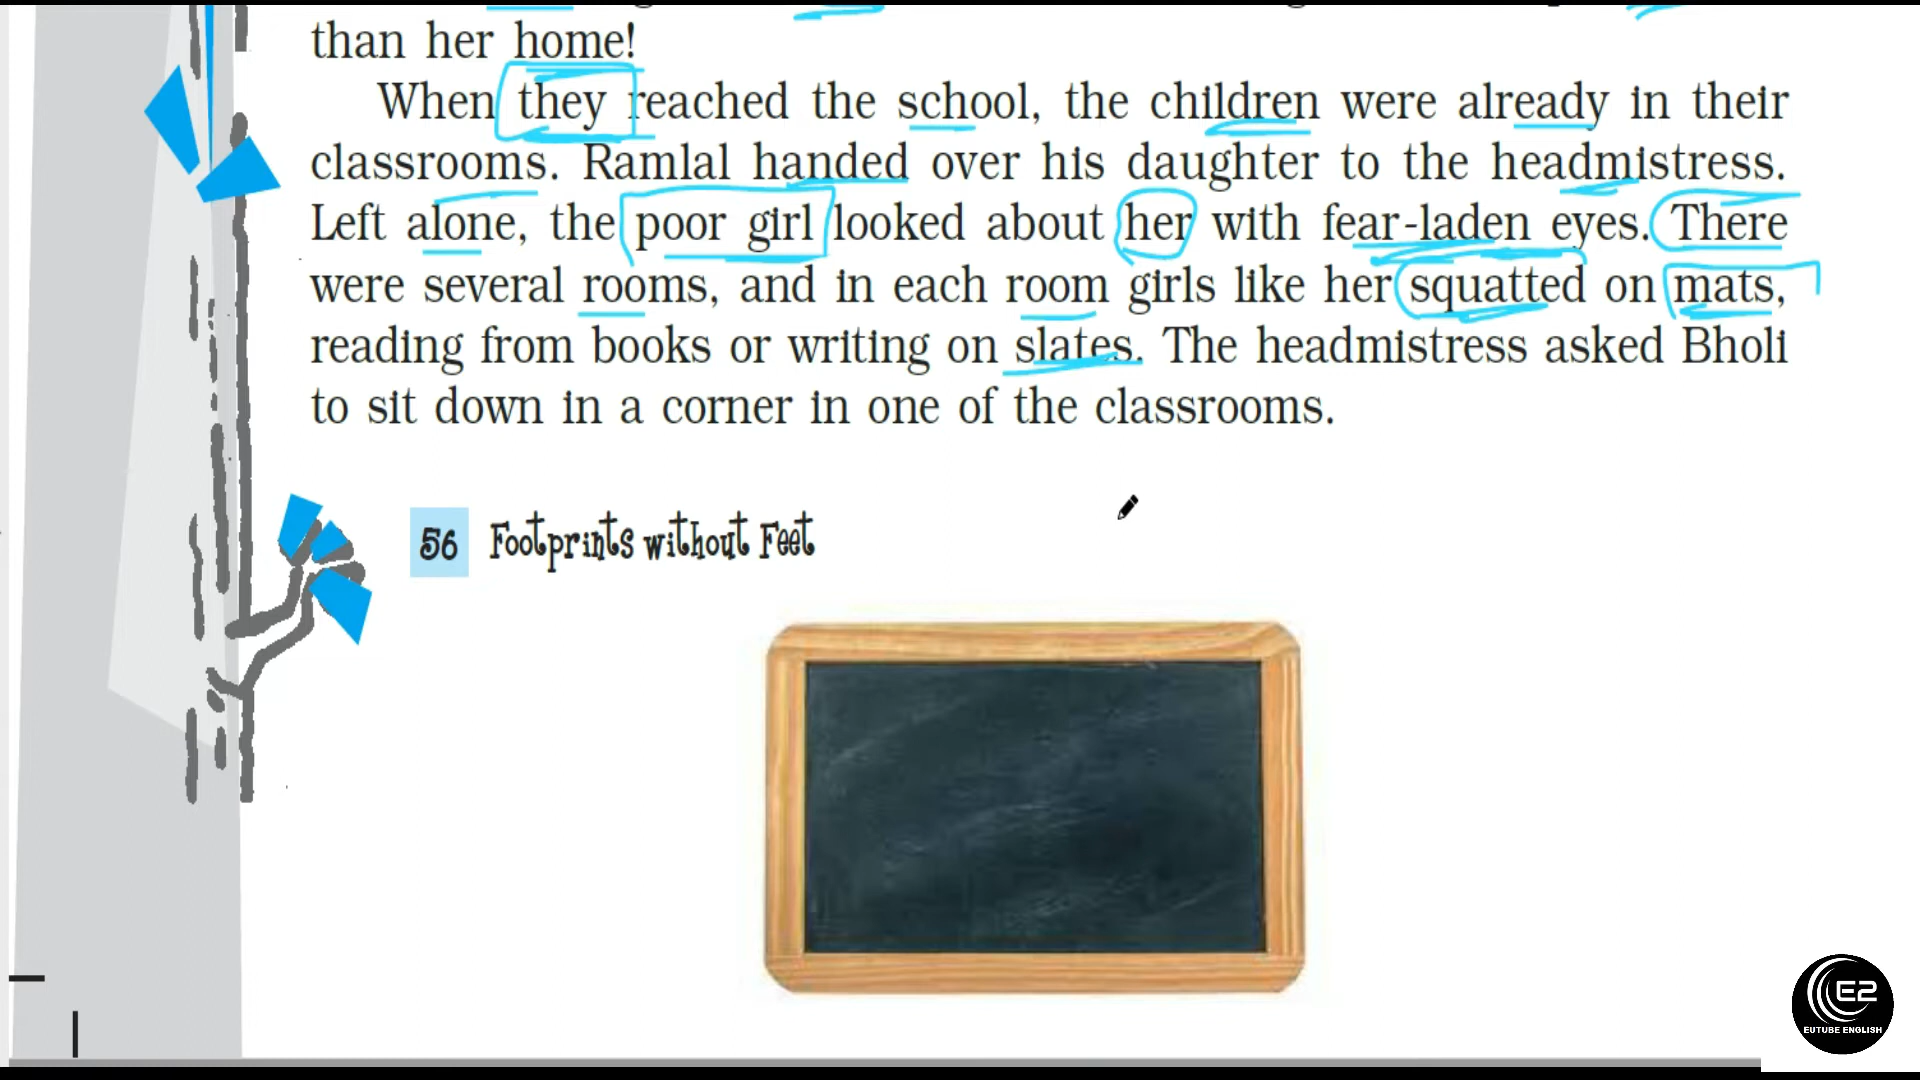 than her home!
When they reached the school, the children were already in their
classrooms. Ramlal handed over his daughter to the headmistress.
Left alone, the poor girl looked about her with fear-laden eyes. There
were several rooms, and in each room girls like her squatted on mats,
reading from books or writing on slates. The headmistress asked Bholi
to sit down in a corner in one of the classrooms.
56 Footprints without Feet
E2
EUTUBE ENGLISH